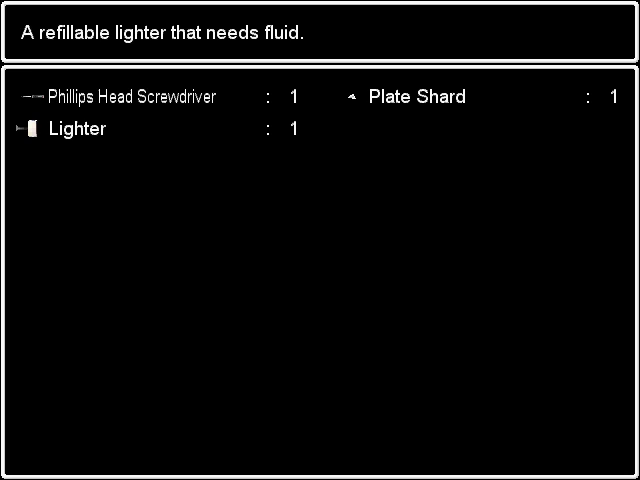 A refillable lighter that needs fluid.
Phillips Head Screwdriver : 1 Plate Shard : 1
Lighter : 1